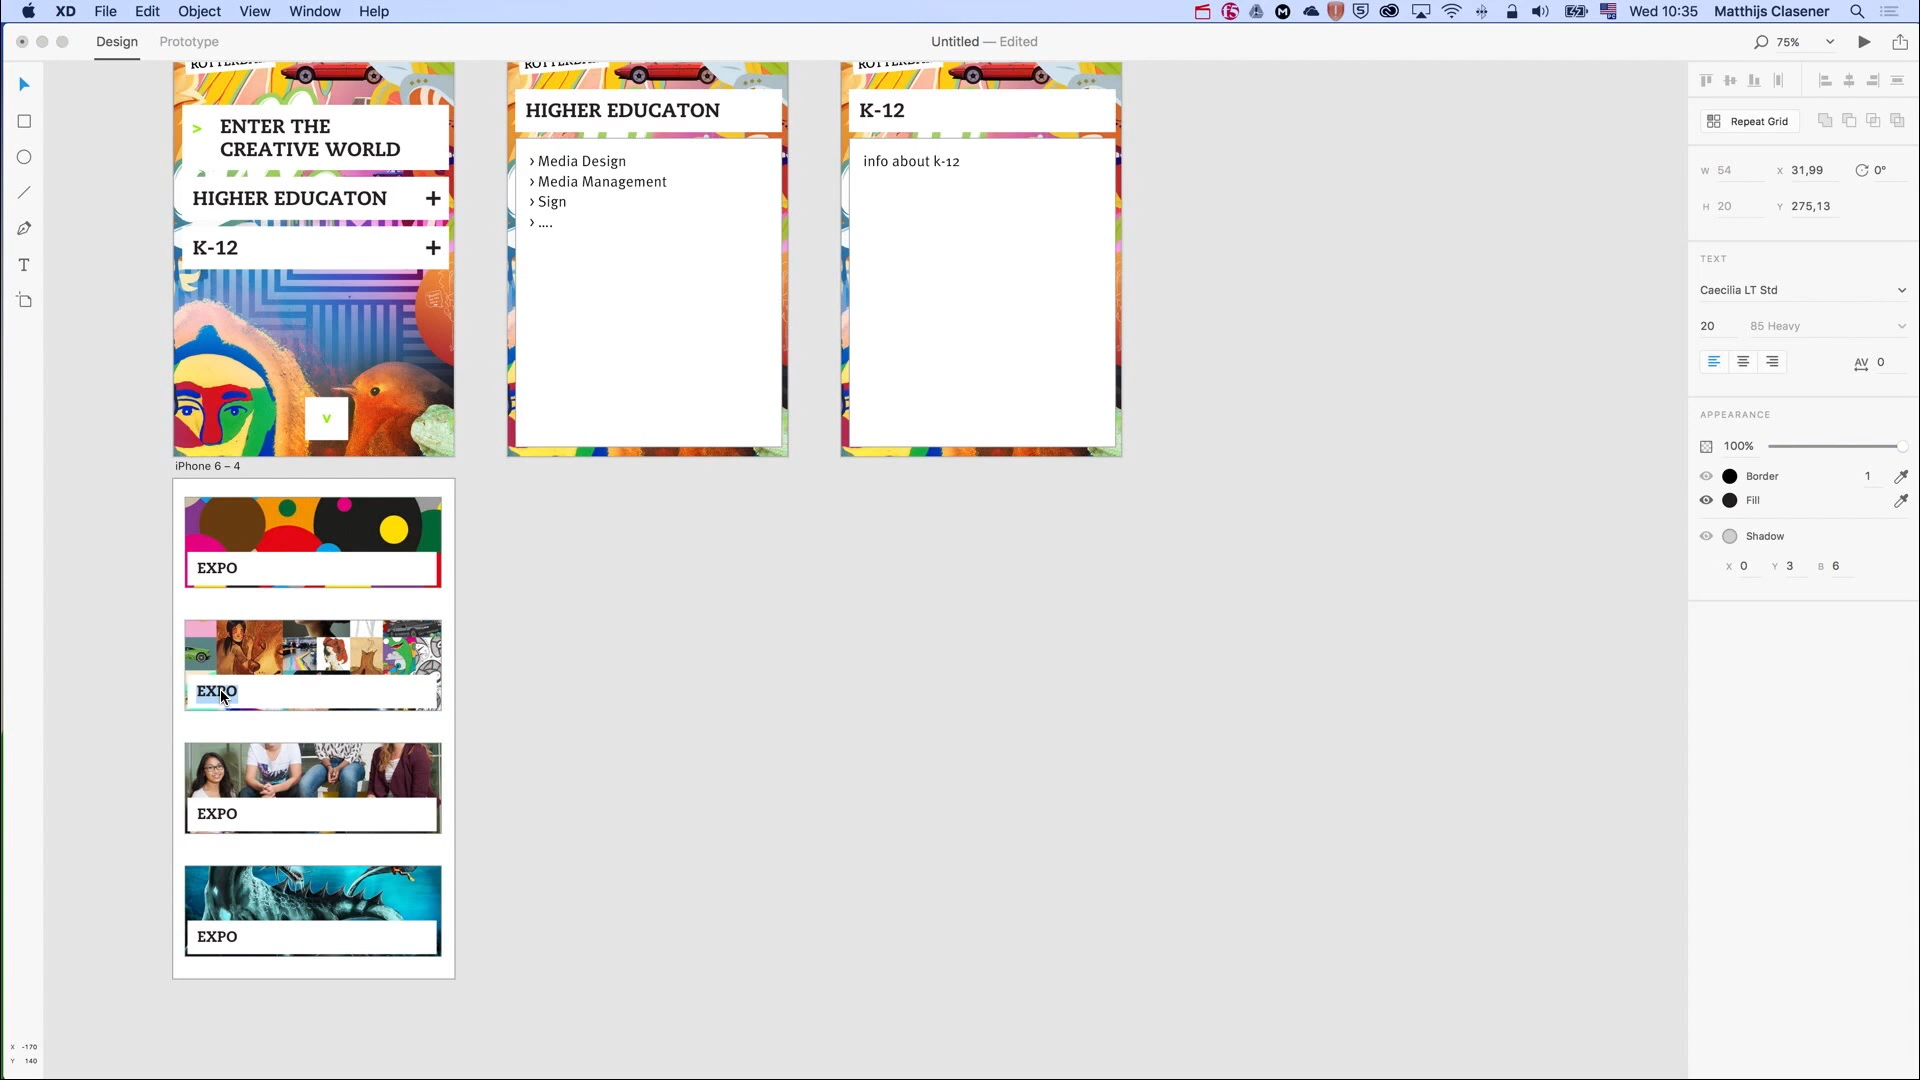 XD File Edit Object View Window Help
Wed 10:35 Matthijs Clasener
Design Prototype
Untitled — Edited
75%
ENTER THE
CREATIVE WORLD
HIGHER EDUCATON +
K-12 +
v
HIGHER EDUCATON
› Media Design
› Media Management
› Sign
› ....
K-12
info about k-12
iPhone 6 – 4
EXPO
EXPO
EXPO
EXPO
Repeat Grid
W 54 X 31,99 0°
H 20 Y 275,13
TEXT
Caecilia LT Std
20 85 Heavy
AV 0
APPEARANCE
100%
Border 1
Fill
Shadow
X 0 Y 3 B 6
X -170
Y 140